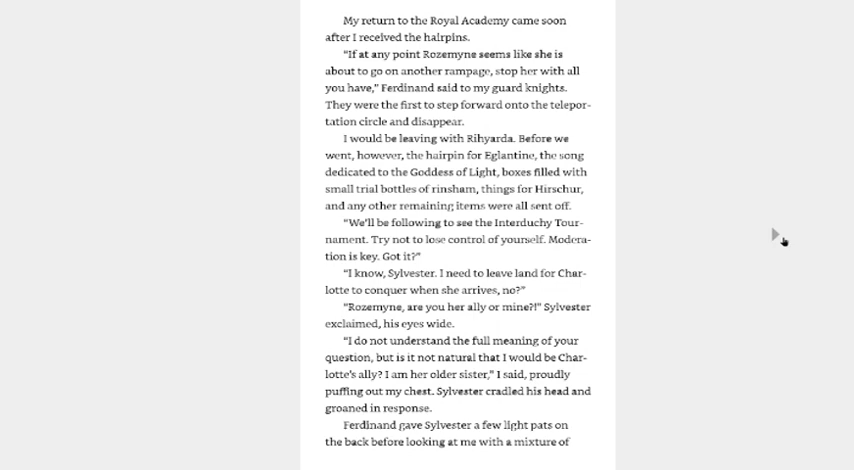 My return to the Royal Academy came soon
after I received the hairpins.
“If at any point Rozemyne seems like she is
about to go on another rampage, stop her with all
you have,” Ferdinand said to my guard knights.
They were the first to step forward onto the telepor-
tation circle and disappear.
I would be leaving with Rihyarda. Before we
went, however, the hairpin for Eglantine, the song
dedicated to the Goddess of Light, boxes filled with
small trial bottles of rinsham, things for Hirschur,
and any other remaining items were all sent off.
“We’ll be following to see the Interduchy Tour-
nament. Try not to lose control of yourself. Modera-
tion is key. Got it?”
“I know, Sylvester. I need to leave land for Char-
lotte to conquer when she arrives, no?”
“Rozemyne, are you her ally or mine?!” Sylvester
exclaimed, his eyes wide.
“I do not understand the full meaning of your
question, but is it not natural that I would be Char-
lotte’s ally? I am her older sister,” I said, proudly
puffing out my chest. Sylvester cradled his head and
groaned in response.
Ferdinand gave Sylvester a few light pats on
the back before looking at me with a mixture of